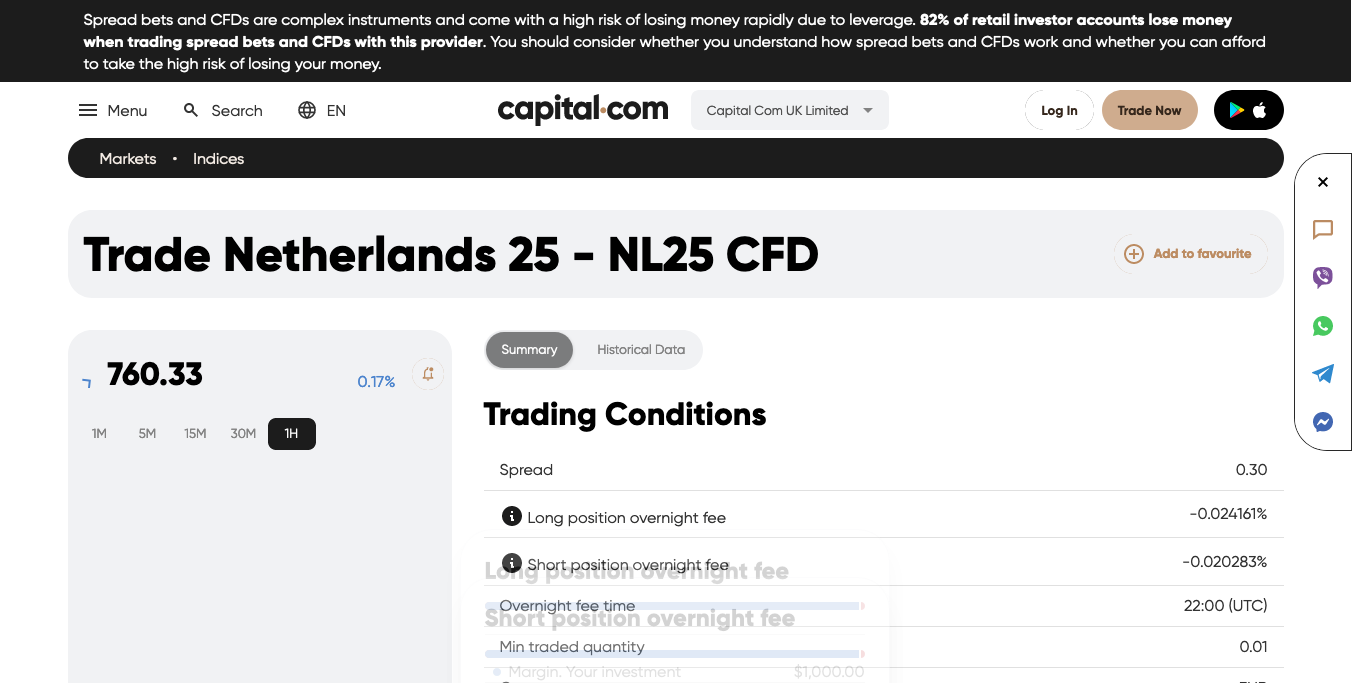 Spread bets and CFDs are complex instruments and come with a high risk of losing money rapidly due to leverage. 82% of retail investor accounts lose money
when trading spread bets and CFDs with this provider. You should consider whether you understand how spread bets and CFDs work and whether you can afford
to take the high risk of losing your money.
Menu Search EN capital.com Capital Com UK Limited Log In Trade Now
Markets • Indices
Trade Netherlands 25 - NL25 CFD
Add to favourite
760.33 0.17%
1M 5M 15M 30M 1H
Summary Historical Data
Trading Conditions
Spread 0.30
Long position overnight fee -0.024161%
Short position overnight fee -0.020283%
Long position overnight fee
Overnight fee time 22:00 (UTC)
Short position overnight fee
Min traded quantity 0.01
Margin. Your investment $1,000.00